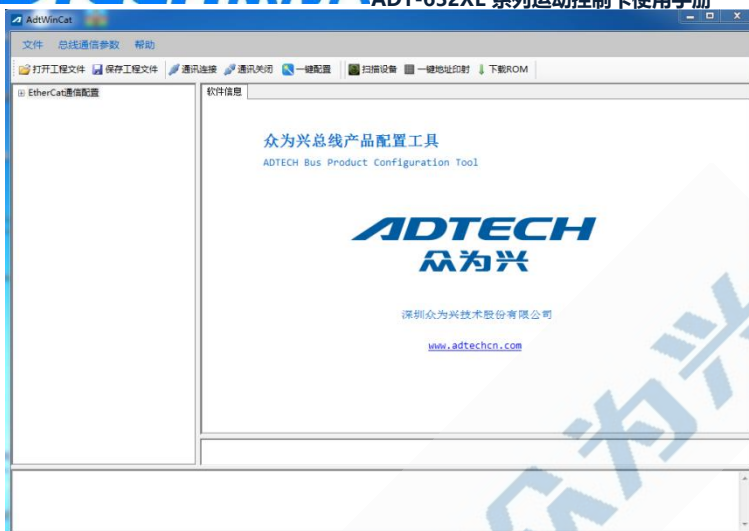 ADT-632XL 系列运动控制卡使用手册
AdtWinCat
文件 总线通信参数 帮助
打开工程文件 保存工程文件 通讯连接 通讯关闭 一键配置 扫描设备 一键地址印射 下载ROM
EtherCat通信配置
软件信息
众为兴总线产品配置工具
ADTECH Bus Product Configuration Tool
ADTECH
众为兴
深圳众为兴技术股份有限公司
www.adtechcn.com
众为兴